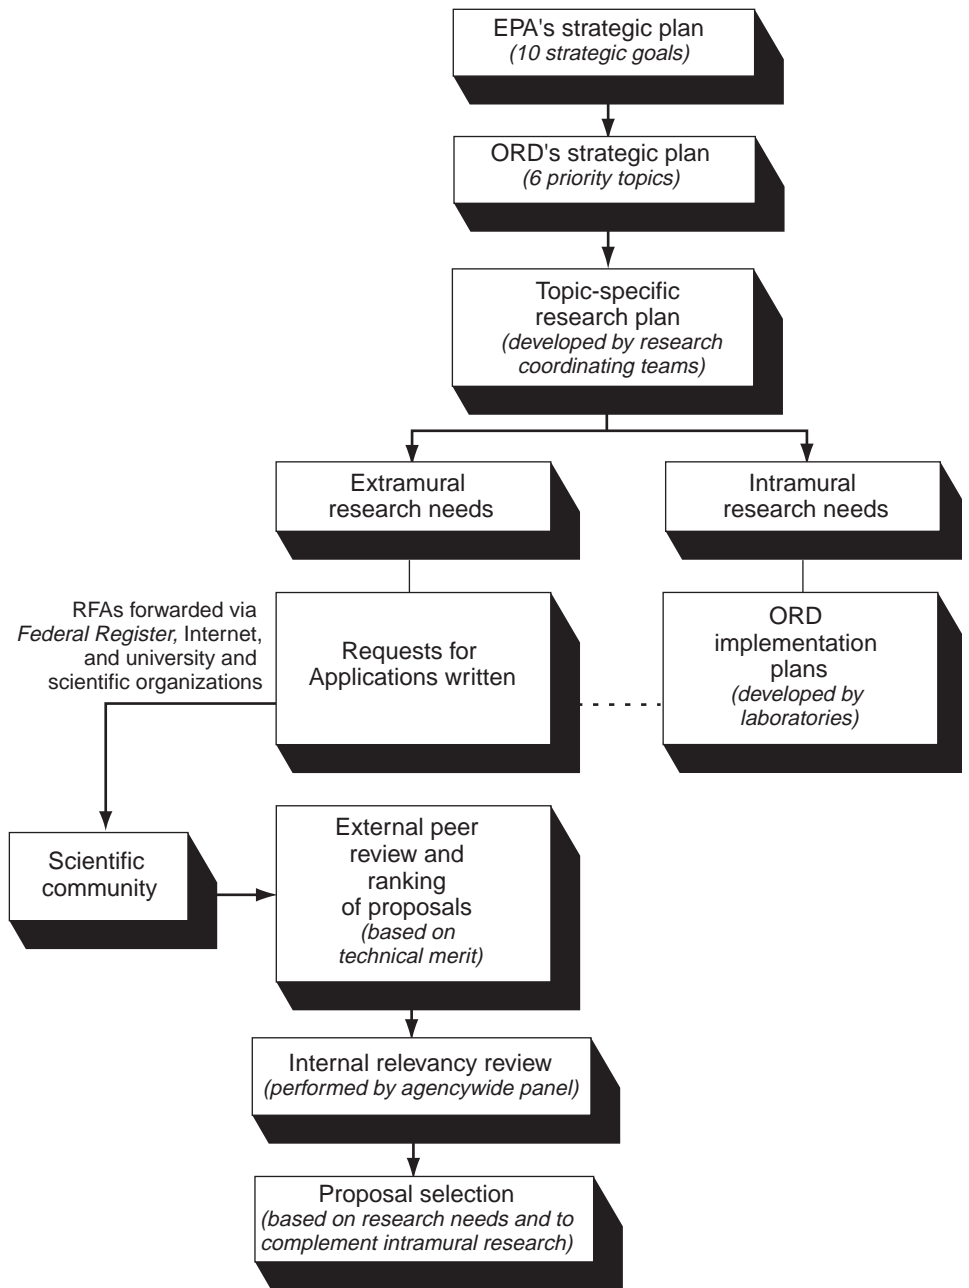 EPA's strategic plan
(10 strategic goals)
ORD's strategic plan
(6 priority topics)
Topic-specific
research plan
(developed by research
coordinating teams)
Extramural
research needs
Intramural
research needs
RFAs forwarded via
Federal Register, Internet,
and university and
scientific organizations
Requests for
Applications written
ORD
implementation
plans
(developed by
laboratories)
Scientific
community
External peer
review and
ranking
of proposals
(based on
technical merit)
Internal relevancy review
(performed by agencywide panel)
Proposal selection
(based on research needs and to
complement intramural research)